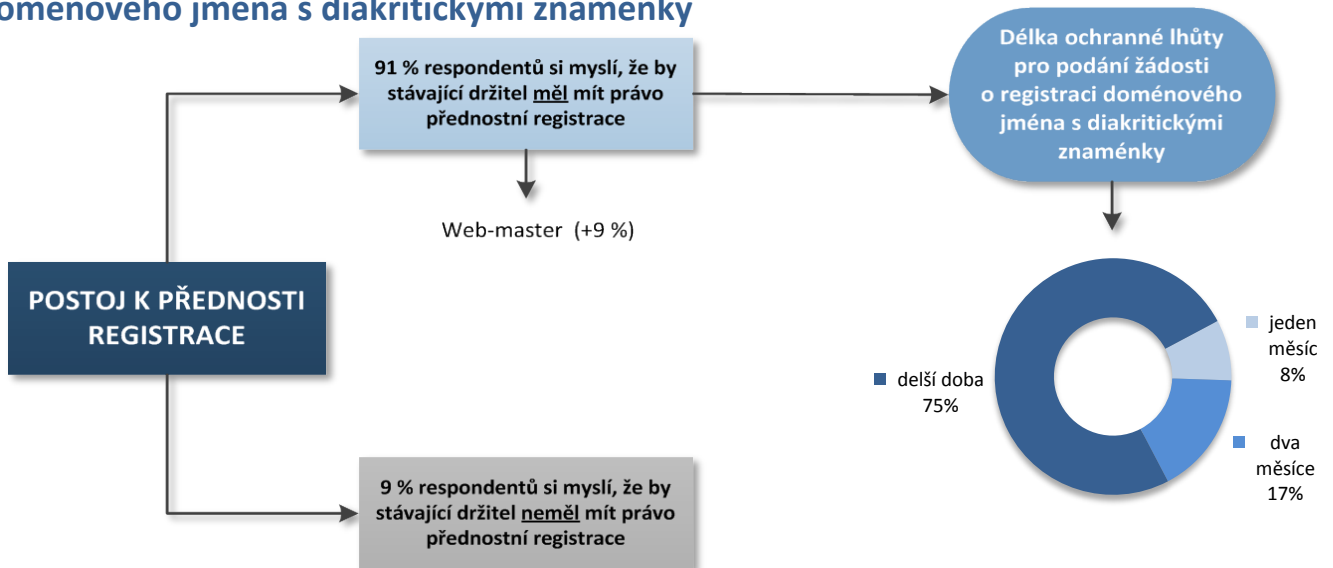 doménového jména s diakritickými znaménky
91 % respondentů si myslí, že by
stávající držitel měl mít právo
přednostní registrace
Web-master (+9 %)
Délka ochranné lhůty
pro podání žádosti
o registraci doménového
jména s diakritickými
znaménky
POSTOJ K PŘEDNOSTI
REGISTRACE
jeden
měsíc
8%
delší doba
75%
dva
měsíce
17%
9 % respondentů si myslí, že by
stávající držitel neměl mít právo
přednostní registrace